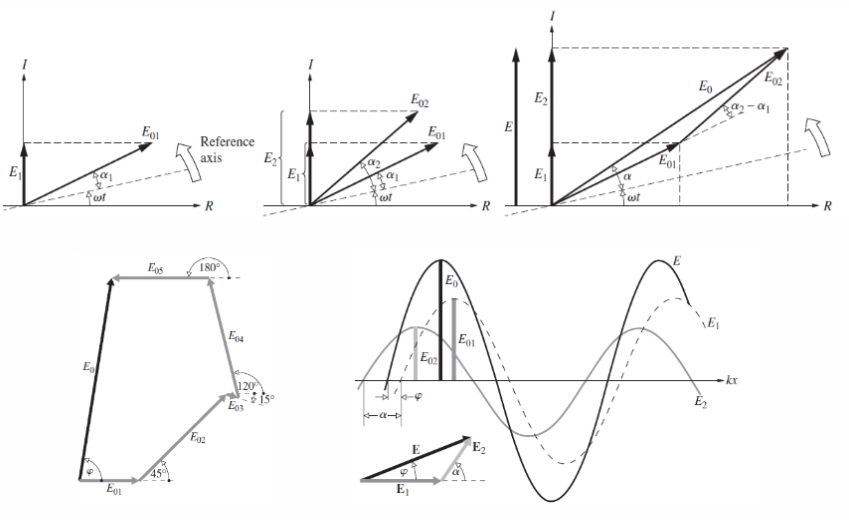 I
E₀₁
E₁
α₁
ωt
R
Reference
axis
I
E₀₂
E₀₁
E₂
E₁
α₂
α₁
ωt
R
I
E₀
E₀₂
E₂
E
α₂ – α₁
E₀₁
E₁
α
ωt
R
E₀₅
180°
E₀₄
E₀
120°
15°
E₀₃
E₀₂
φ
45°
E₀₁
E
E₀
E₁
E₀₁
E₀₂
kx
φ
E₂
α
E
E₂
φ
α
E₁